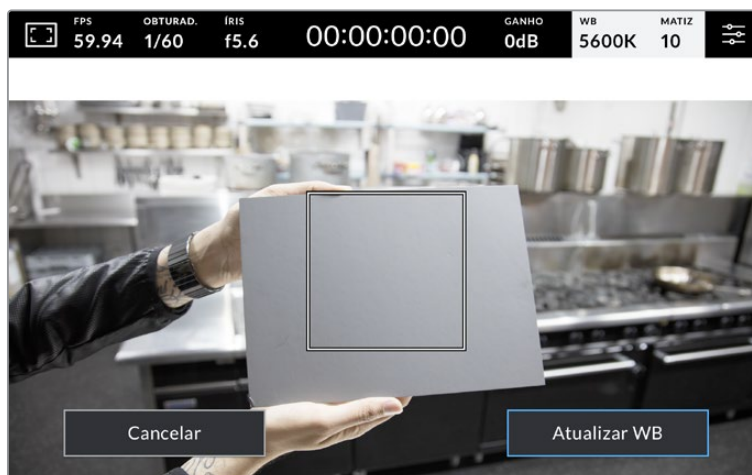 FPS OBTURAD. ÍRIS GANHO WB MATIZ
59.94 1/60 f5.6 00:00:00:00 0dB 5600K 10
Cancelar Atualizar WB